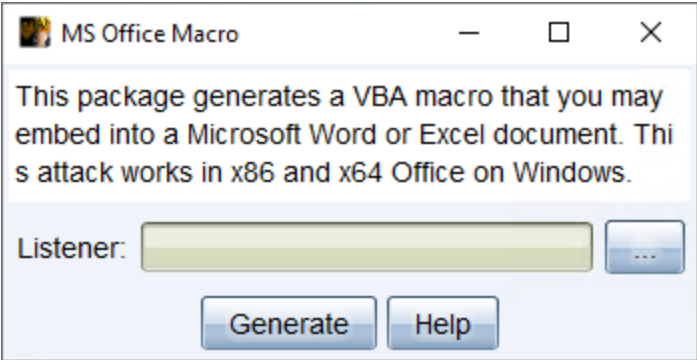 MS Office Macro
This package generates a VBA macro that you may
embed into a Microsoft Word or Excel document. Thi
s attack works in x86 and x64 Office on Windows.
Listener:
...
Generate Help